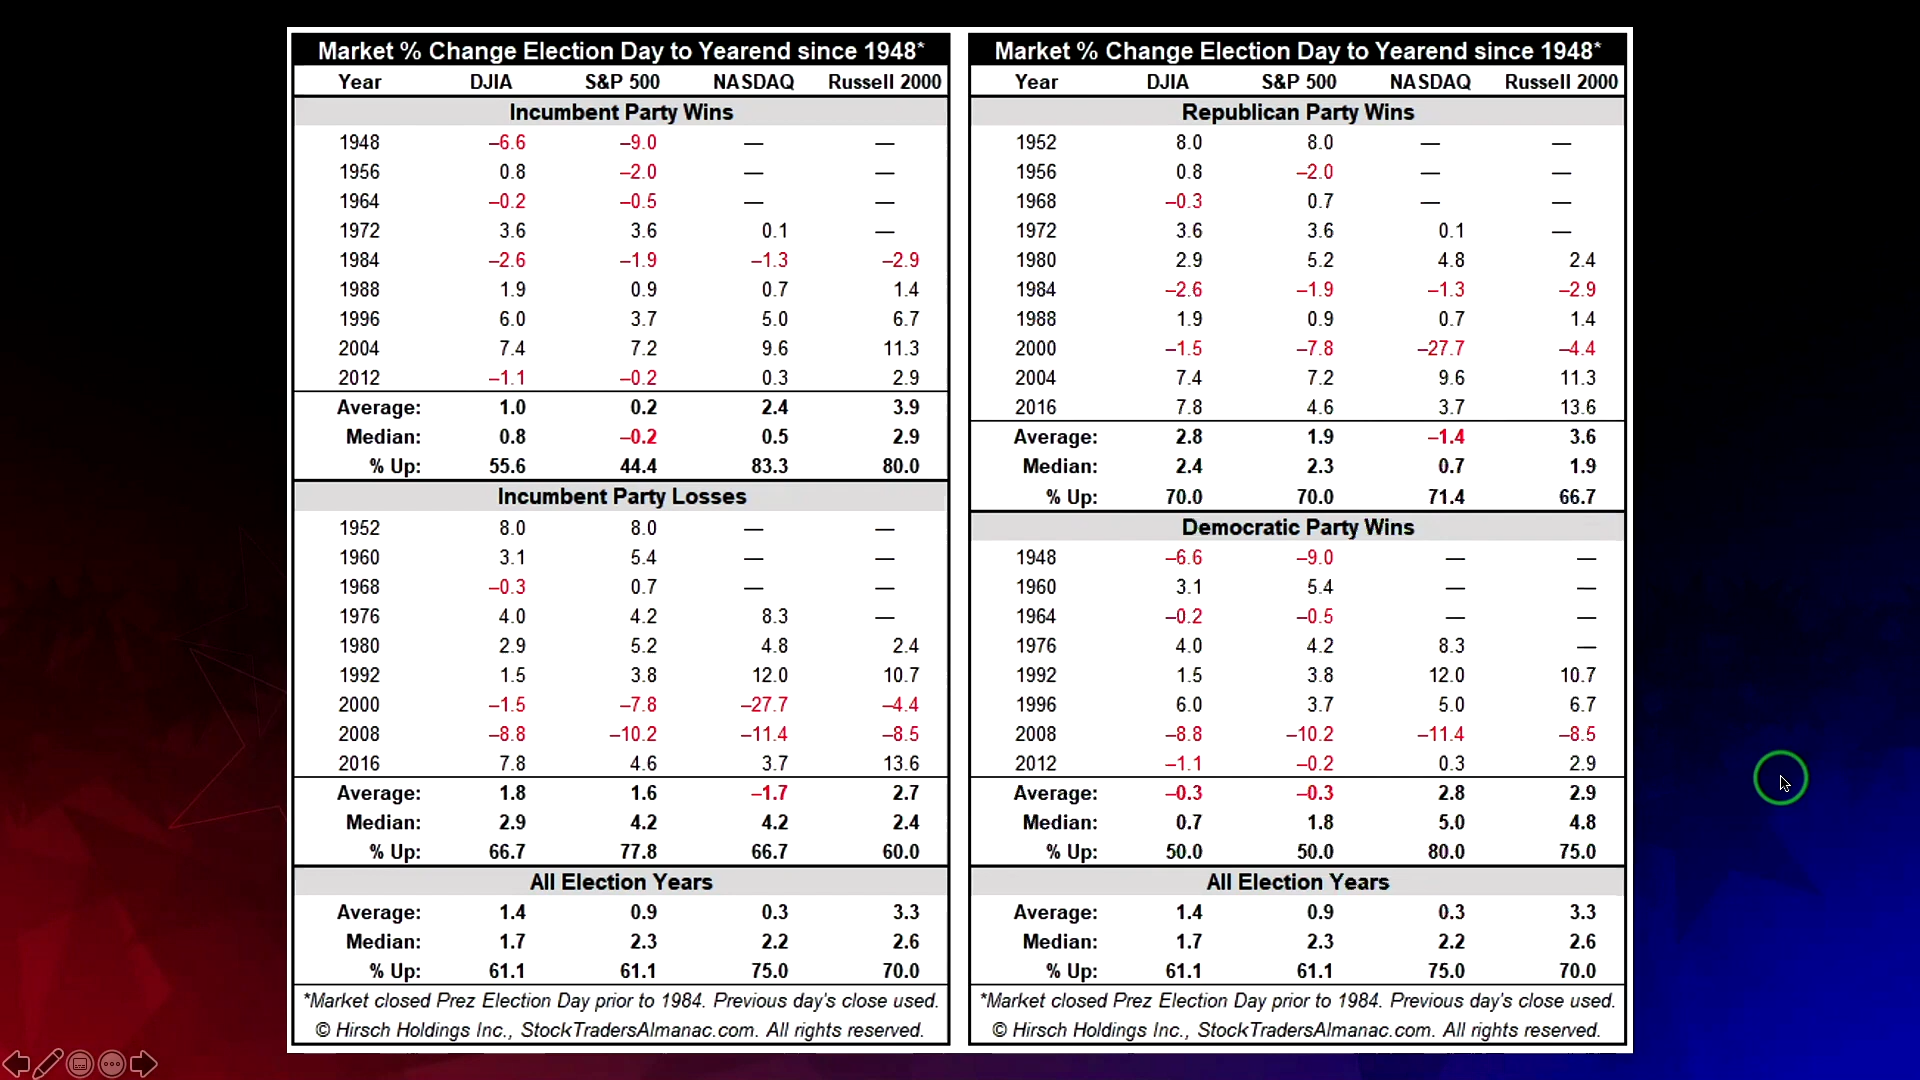 Market % Change Election Day to Yearend since 1948*
Year DJIA S&P 500 NASDAQ Russell 2000
Incumbent Party Wins
1948 –6.6 –9.0 — —
1956 0.8 –2.0 — —
1964 –0.2 –0.5 — —
1972 3.6 3.6 0.1 —
1984 –2.6 –1.9 –1.3 –2.9
1988 1.9 0.9 0.7 1.4
1996 6.0 3.7 5.0 6.7
2004 7.4 7.2 9.6 11.3
2012 –1.1 –0.2 0.3 2.9
Average: 1.0 0.2 2.4 3.9
Median: 0.8 –0.2 0.5 2.9
% Up: 55.6 44.4 83.3 80.0
Incumbent Party Losses
1952 8.0 8.0 — —
1960 3.1 5.4 — —
1968 –0.3 0.7 — —
1976 4.0 4.2 8.3 —
1980 2.9 5.2 4.8 2.4
1992 1.5 3.8 12.0 10.7
2000 –1.5 –7.8 –27.7 –4.4
2008 –8.8 –10.2 –11.4 –8.5
2016 7.8 4.6 3.7 13.6
Average: 1.8 1.6 –1.7 2.7
Median: 2.9 4.2 4.2 2.4
% Up: 66.7 77.8 66.7 60.0
All Election Years
Average: 1.4 0.9 0.3 3.3
Median: 1.7 2.3 2.2 2.6
% Up: 61.1 61.1 75.0 70.0
*Market closed Prez Election Day prior to 1984. Previous day's close used.
© Hirsch Holdings Inc., StockTradersAlmanac.com. All rights reserved.
Market % Change Election Day to Yearend since 1948*
Year DJIA S&P 500 NASDAQ Russell 2000
Republican Party Wins
1952 8.0 8.0 — —
1956 0.8 –2.0 — —
1968 –0.3 0.7 — —
1972 3.6 3.6 0.1 —
1980 2.9 5.2 4.8 2.4
1984 –2.6 –1.9 –1.3 –2.9
1988 1.9 0.9 0.7 1.4
2000 –1.5 –7.8 –27.7 –4.4
2004 7.4 7.2 9.6 11.3
2016 7.8 4.6 3.7 13.6
Average: 2.8 1.9 –1.4 3.6
Median: 2.4 2.3 0.7 1.9
% Up: 70.0 70.0 71.4 66.7
Democratic Party Wins
1948 –6.6 –9.0 — —
1960 3.1 5.4 — —
1964 –0.2 –0.5 — —
1976 4.0 4.2 8.3 —
1992 1.5 3.8 12.0 10.7
1996 6.0 3.7 5.0 6.7
2008 –8.8 –10.2 –11.4 –8.5
2012 –1.1 –0.2 0.3 2.9
Average: –0.3 –0.3 2.8 2.9
Median: 0.7 1.8 5.0 4.8
% Up: 50.0 50.0 80.0 75.0
All Election Years
Average: 1.4 0.9 0.3 3.3
Median: 1.7 2.3 2.2 2.6
% Up: 61.1 61.1 75.0 70.0
*Market closed Prez Election Day prior to 1984. Previous day's close used.
© Hirsch Holdings Inc., StockTradersAlmanac.com. All rights reserved.